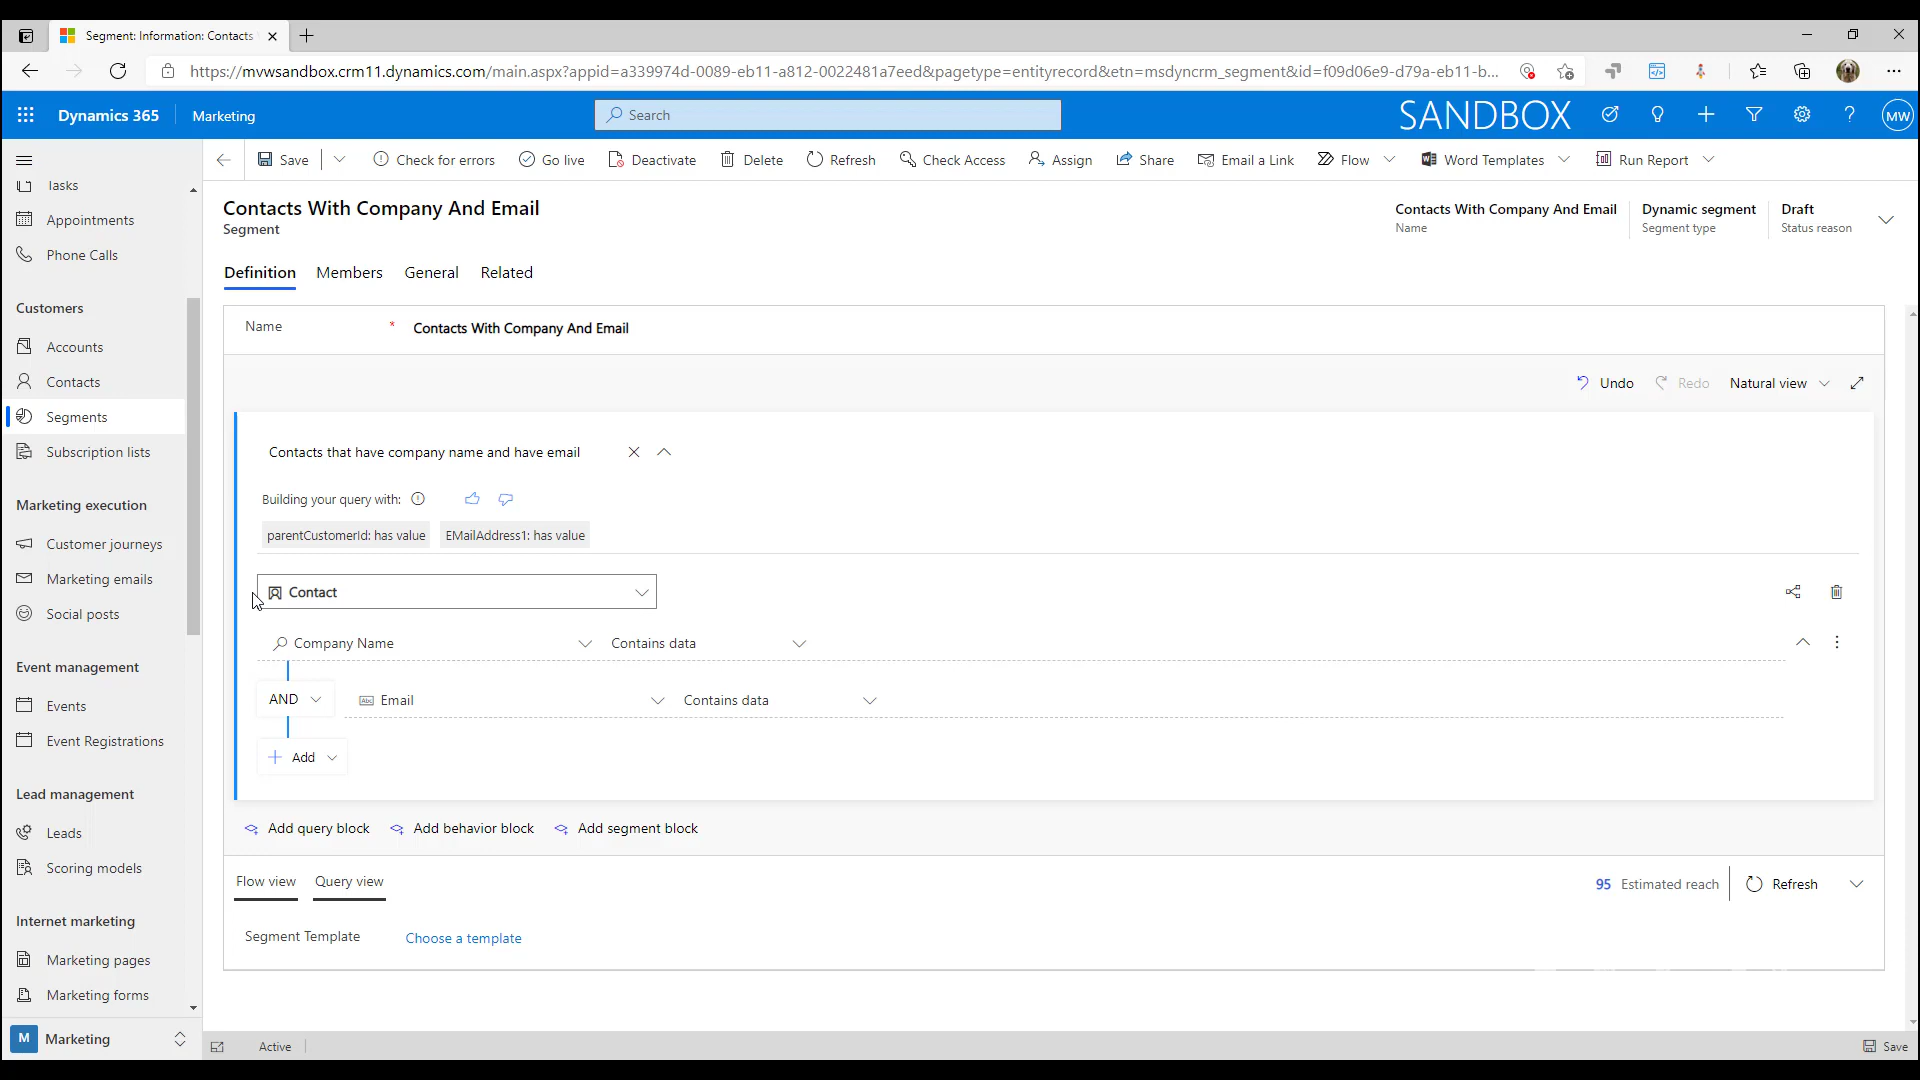 Segment: Information: Contacts
https://mvwsandbox.crm11.dynamics.com/main.aspx?appid=a339974d-0089-eb11-a812-0022481a7eed&pagetype=entityrecord&etn=msdyncrm_segment&id=f09d06e9-d79a-eb11-b...
Dynamics 365 Marketing Search SANDBOX MW
Save Check for errors Go live Deactivate Delete Refresh Check Access Assign Share Email a Link Flow Word Templates Run Report
Tasks
Appointments
Phone Calls
Customers
Accounts
Contacts
Segments
Subscription lists
Marketing execution
Customer journeys
Marketing emails
Social posts
Event management
Events
Event Registrations
Lead management
Leads
Scoring models
Internet marketing
Marketing pages
Marketing forms
M Marketing
Contacts With Company And Email
Segment
Contacts With Company And Email
Name
Dynamic segment
Segment type
Draft
Status reason
Definition Members General Related
Name * Contacts With Company And Email
Undo Redo Natural view
Contacts that have company name and have email
Building your query with:
parentCustomerId: has value EMailAddress1: has value
Contact
Company Name Contains data
AND Abc Email Contains data
Add
Add query block Add behavior block Add segment block
Flow view Query view 95 Estimated reach Refresh
Segment Template Choose a template
Active Save